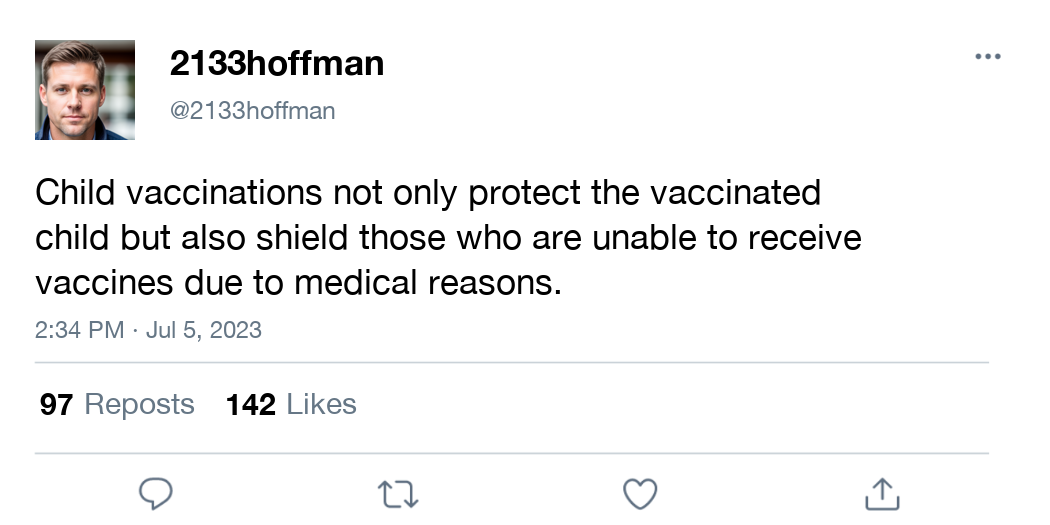 2133hoffman
@2133hoffman
Child vaccinations not only protect the vaccinated
child but also shield those who are unable to receive
vaccines due to medical reasons.
2:34 PM · Jul 5, 2023
97 Reposts 142 Likes